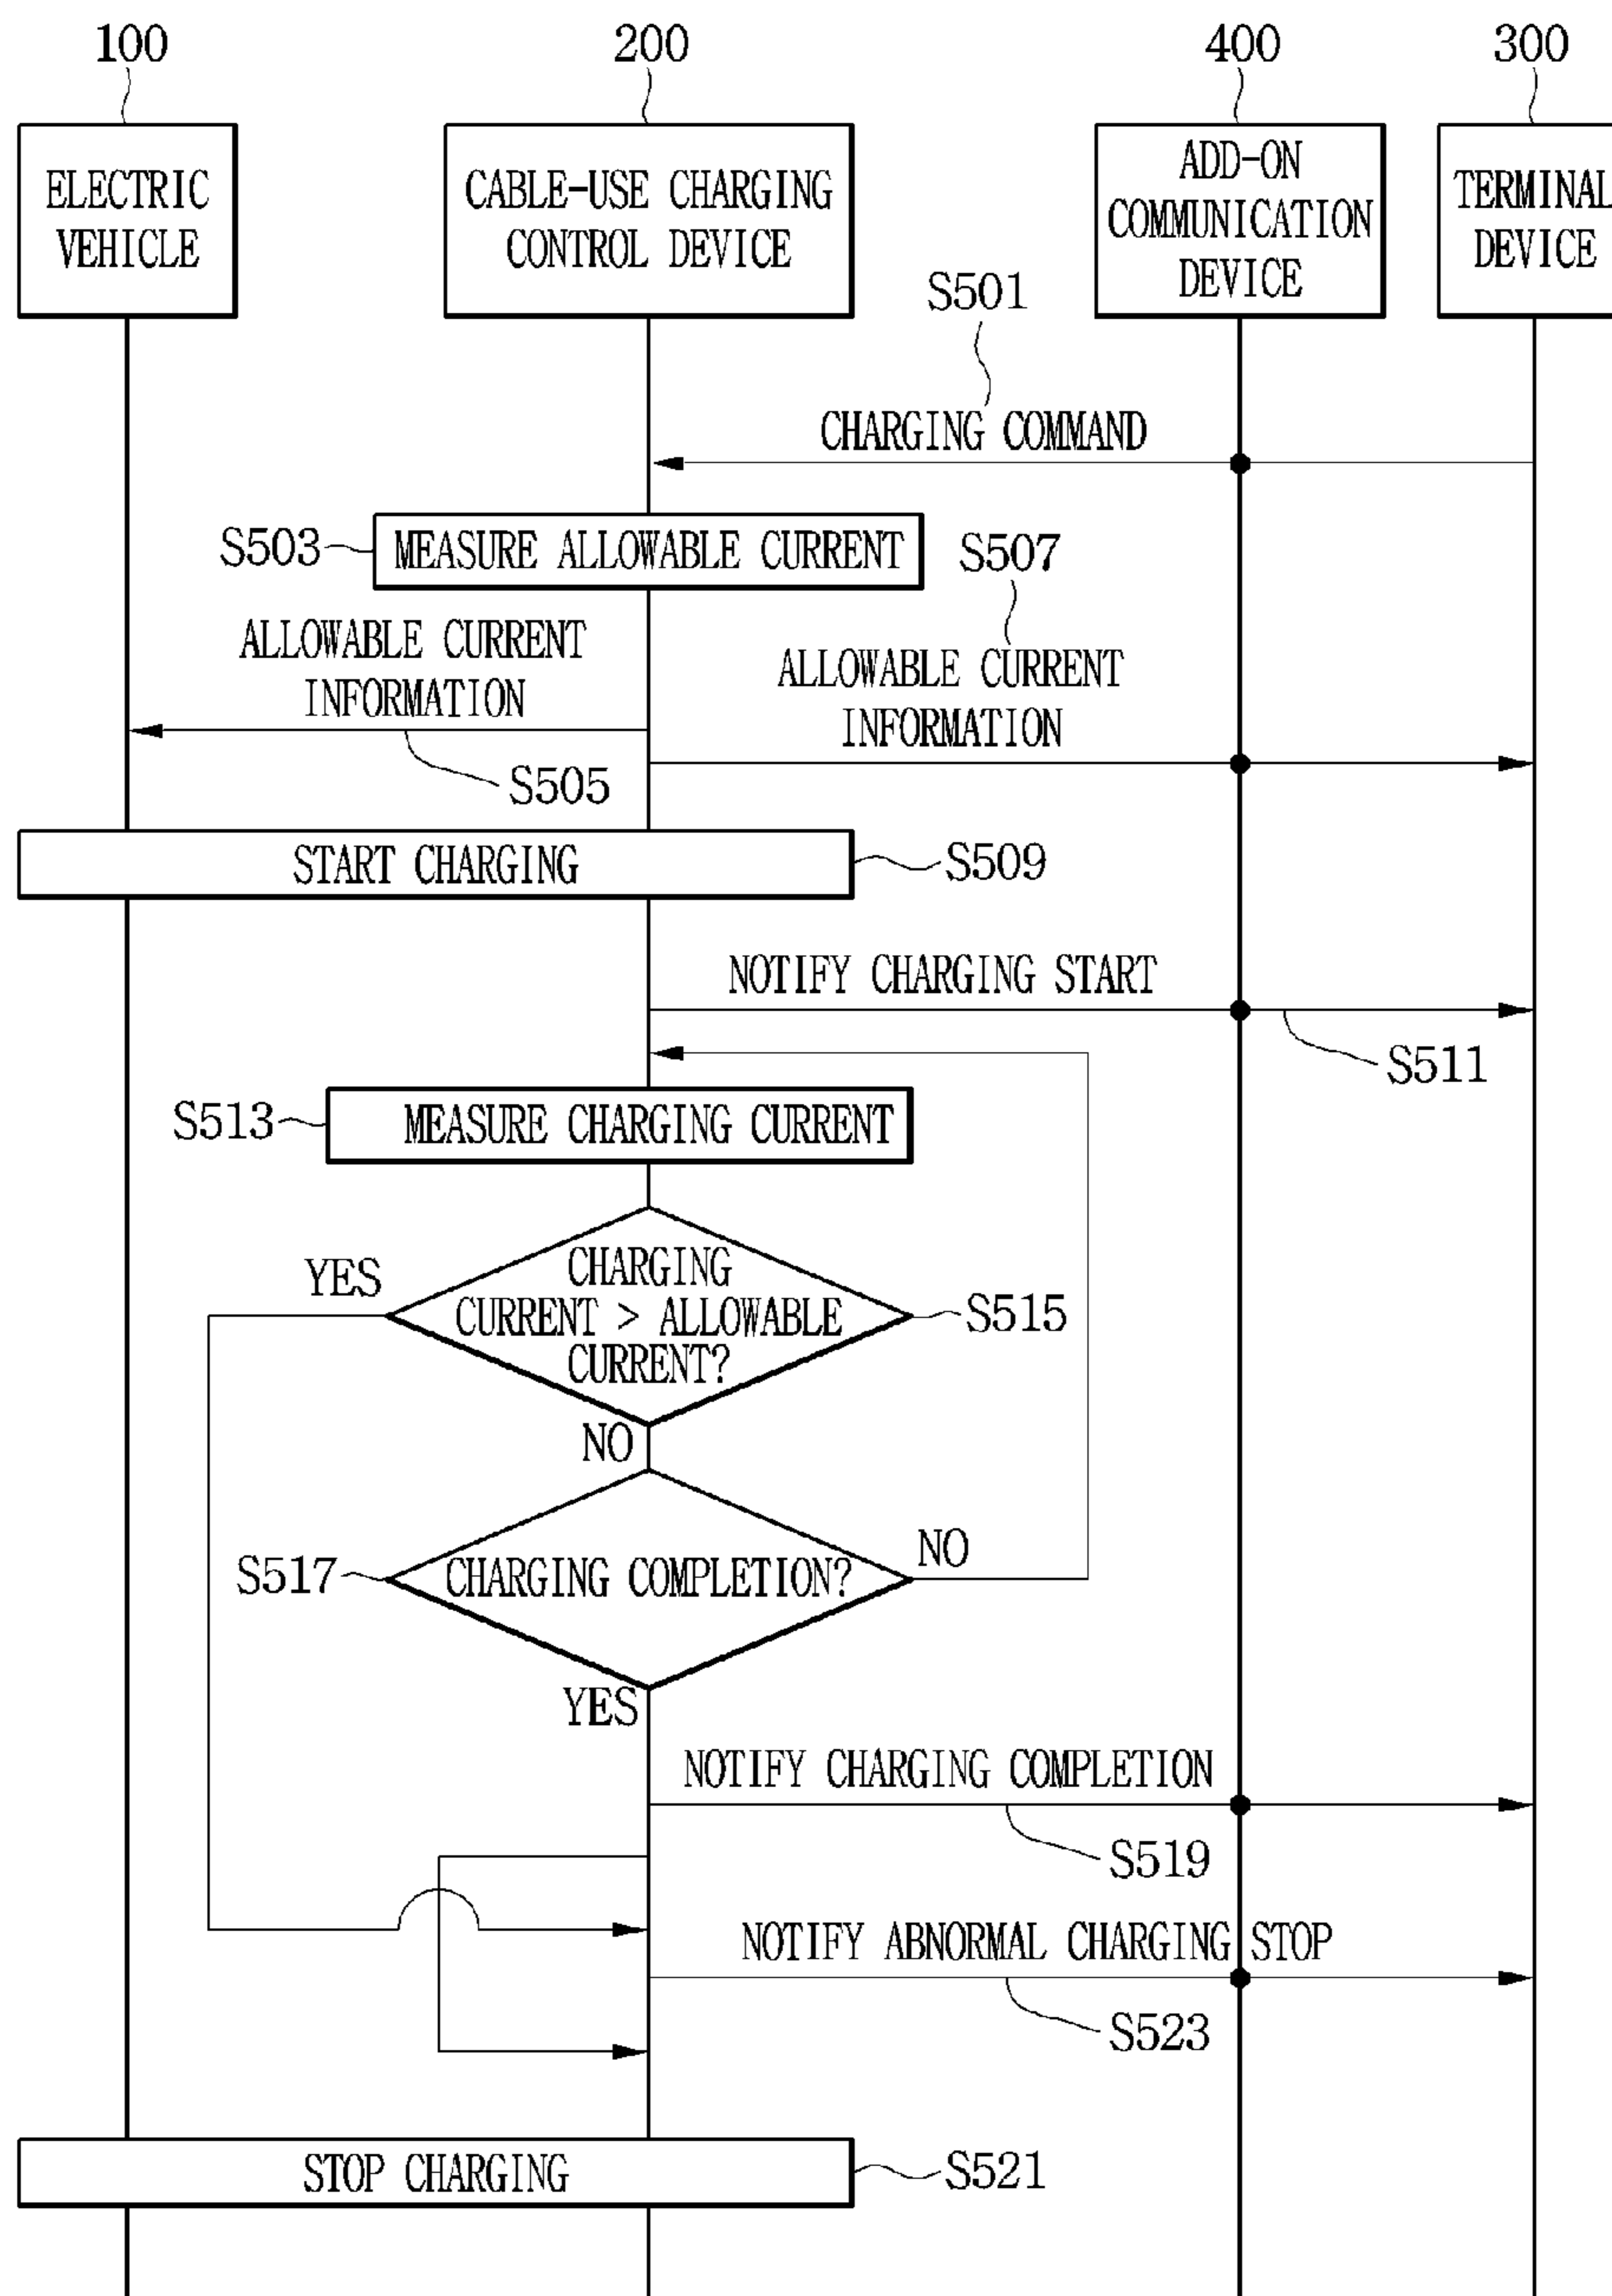 100
200
400
300
ELECTRIC
VEHICLE
CABLE-USE CHARGING
CONTROL DEVICE
ADD-ON
COMMUNICATION
DEVICE
TERMINAL
DEVICE
S501
CHARGING COMMAND
S503
MEASURE ALLOWABLE CURRENT
S507
ALLOWABLE CURRENT
INFORMATION
ALLOWABLE CURRENT
INFORMATION
S505
START CHARGING
S509
NOTIFY CHARGING START
S511
S513
MEASURE CHARGING CURRENT
YES
CHARGING
CURRENT > ALLOWABLE
CURRENT?
S515
NO
S517
CHARGING COMPLETION?
NO
YES
NOTIFY CHARGING COMPLETION
S519
NOTIFY ABNORMAL CHARGING STOP
S523
STOP CHARGING
S521